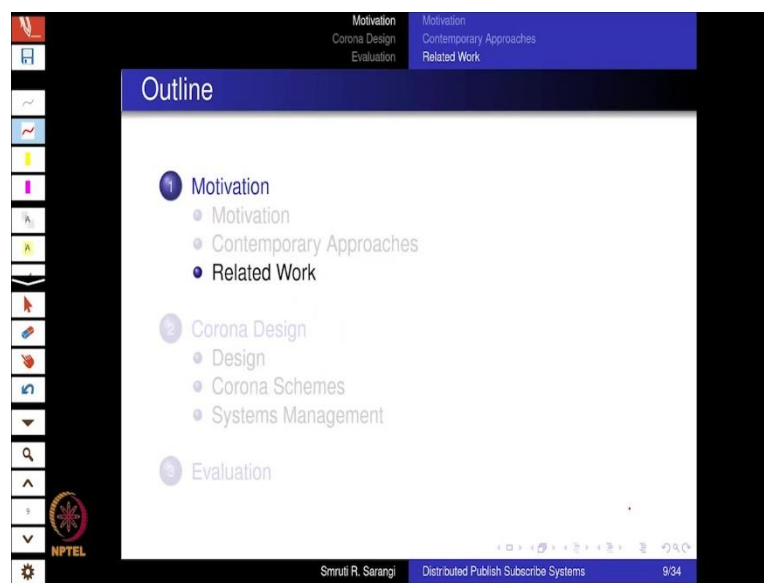 Motivation
Corona Design
Evaluation
Motivation
Contemporary Approaches
Related Work
Outline
1 Motivation
Motivation
Contemporary Approaches
Related Work
2 Corona Design
Design
Corona Schemes
Systems Management
3 Evaluation
9
NPTEL
Smruti R. Sarangi
Distributed Publish Subscribe Systems
9/34